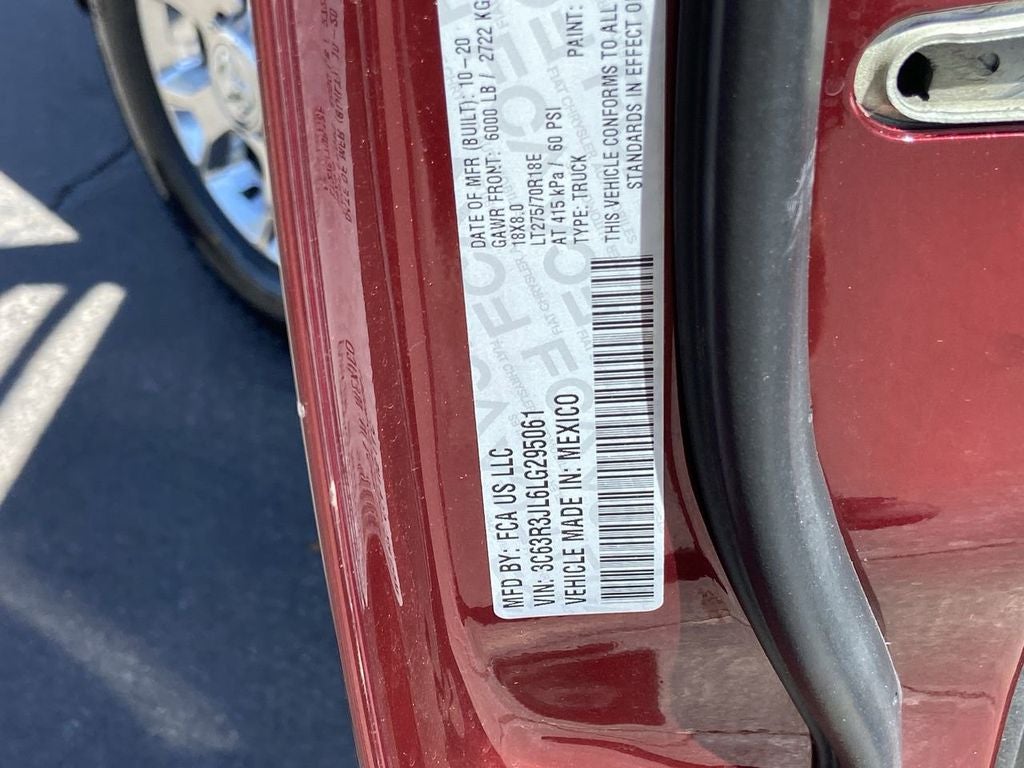 MFD BY: FCA US LLC
DATE OF MFR (BUILT): 10-20
VIN: 3C63R3JL6LG295061
GAWR FRONT: 6000 LB / 2722 KG
VEHICLE MADE IN: MEXICO
18X8.0
LT275/70R18E
AT 415 kPa / 60 PSI
TYPE: TRUCK
PAINT:
THIS VEHICLE CONFORMS TO ALL
STANDARDS IN EFFECT O